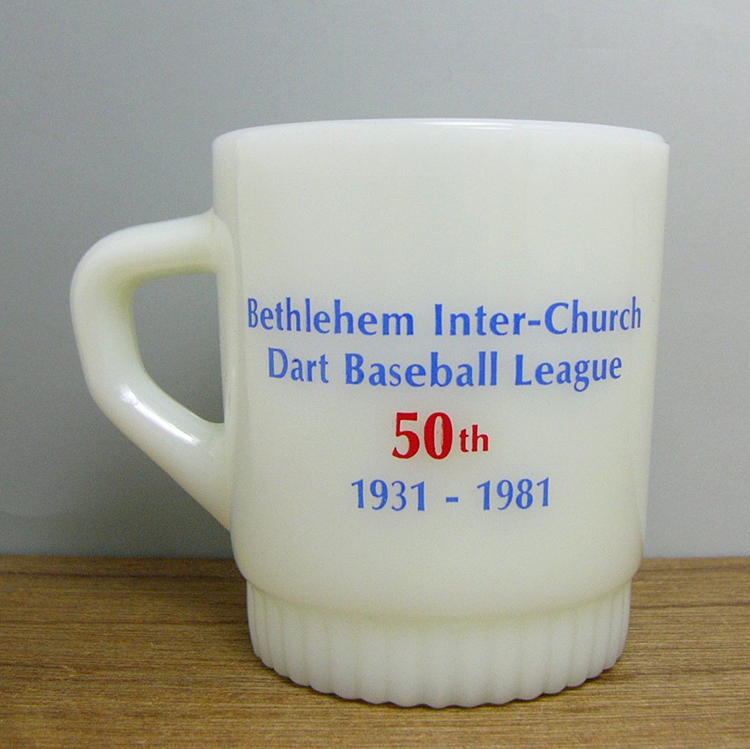 Bethlehem Inter-Church
Dart Baseball League
50th
1931 - 1981